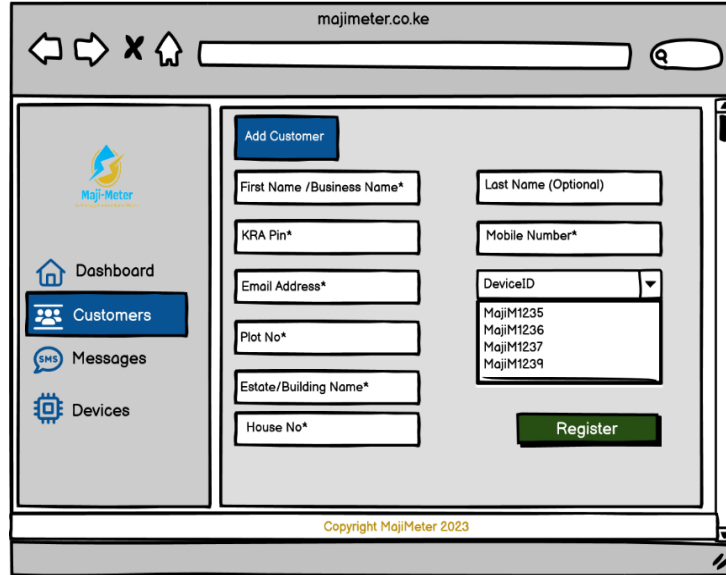 majimeter.co.ke
Maji-Meter
Dashboard
Customers
SMS
Messages
Devices
Add Customer
First Name /Business Name*
Last Name (Optional)
KRA Pin*
Mobile Number*
Email Address*
DeviceID
MajiM1235
MajiM1236
MajiM1237
MajiM1239
Plot No*
Estate/Building Name*
House No*
Register
Copyright MajiMeter 2023